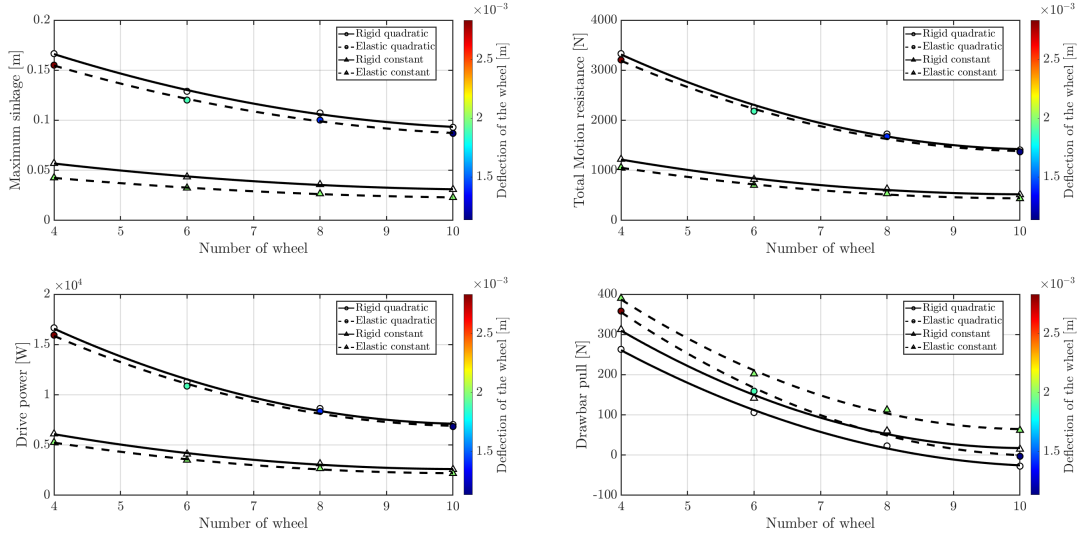 ×10⁻³
0.2
0.15
0.1
0.05
0
Maximum sinkage [m]
4 5 6 7 8 9 10
Number of wheel
Rigid quadratic
Elastic quadratic
Rigid constant
Elastic constant
2.5
2
1.5
Deflection of the wheel [m]
×10⁻³
4000
3000
2000
1000
0
Total Motion resistance [N]
4 5 6 7 8 9 10
Number of wheel
Rigid quadratic
Elastic quadratic
Rigid constant
Elastic constant
2.5
2
1.5
Deflection of the wheel [m]
×10⁴
×10⁻³
2
1.5
1
0.5
0
Drive power [W]
4 5 6 7 8 9 10
Number of wheel
Rigid quadratic
Elastic quadratic
Rigid constant
Elastic constant
2.5
2
1.5
Deflection of the wheel [m]
×10⁻³
400
300
200
100
0
-100
Drawbar pull [N]
4 5 6 7 8 9 10
Number of wheel
Rigid quadratic
Elastic quadratic
Rigid constant
Elastic constant
2.5
2
1.5
Deflection of the wheel [m]